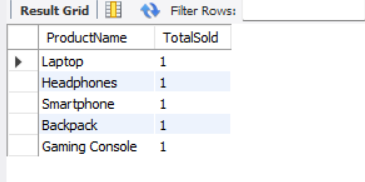 Result Grid Filter Rows:
ProductName TotalSold
Laptop 1
Headphones 1
Smartphone 1
Backpack 1
Gaming Console 1